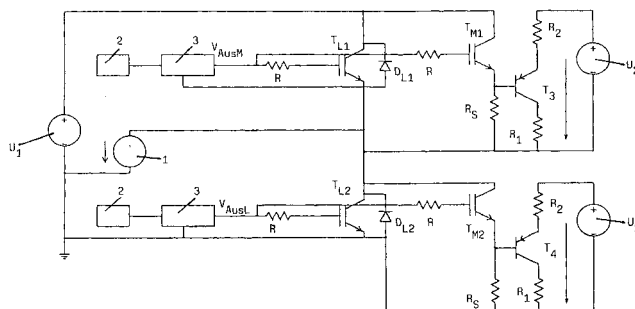 2 3 V_AusM T_L1 T_M1 R_2
R R D_L1 T_3 U_2
U_1 1 R_S R_1
2 3 V_AusL T_L2 R_2
R R D_L2 T_M2 T_4 U
R_S R_1